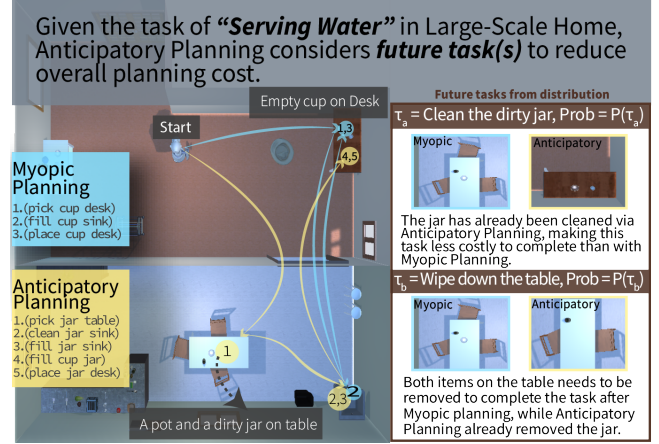 Given the task of "Serving Water" in Large-Scale Home,
Anticipatory Planning considers future task(s) to reduce
overall planning cost.
Future tasks from distribution
Empty cup on Desk
Start
1,3
4,5
τa = Clean the dirty jar, Prob = P(τa)
Myopic
Anticipatory
The jar has already been cleaned via
Anticipatory Planning, making this
task less costly to complete than with
Myopic Planning.
Myopic
Planning
1.(pick cup desk)
2.(fill cup sink)
3.(place cup desk)
Anticipatory
Planning
1.(pick jar table)
2.(clean jar sink)
3.(fill jar sink)
4.(fill cup jar)
5.(place jar desk)
1
2,3
2
A pot and a dirty jar on table
τb = Wipe down the table, Prob = P(τb)
Myopic
Anticipatory
Both items on the table needs to be
removed to complete the task after
Myopic planning, while Anticipatory
Planning already removed the jar.